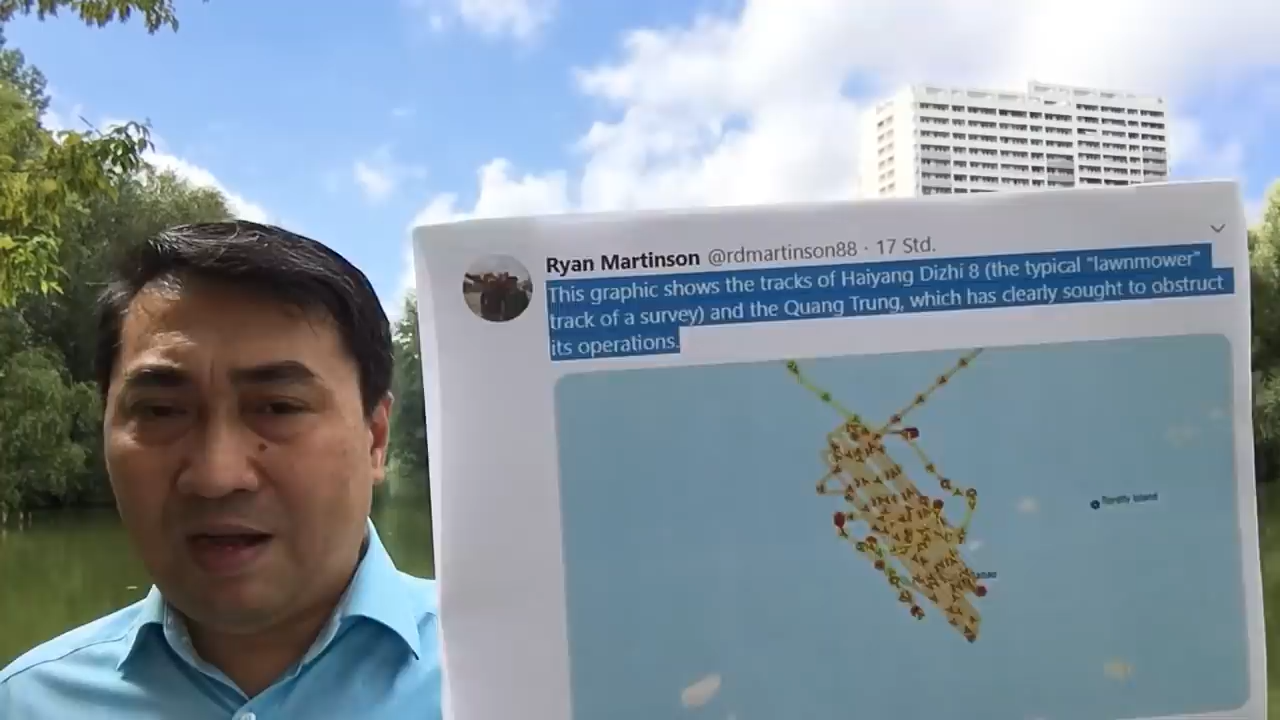 Ryan Martinson @rdmartinson88 · 17 Std.
This graphic shows the tracks of Haiyang Dizhi 8 (the typical "lawnmower"
track of a survey) and the Quang Trung, which has clearly sought to obstruct
its operations.
Island